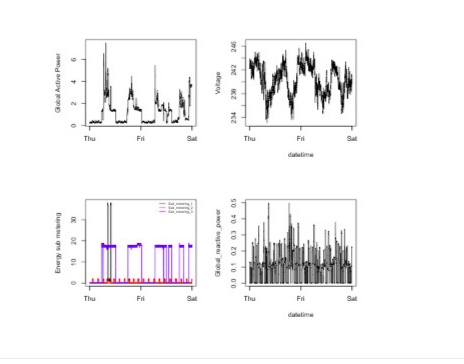 Global Active Power
6
4
2
0
Thu Fri Sat
Voltage
246
242
238
234
Thu Fri Sat
datetime
Energy sub metering
30
20
10
0
Sub_metering_1
Sub_metering_2
Sub_metering_3
Thu Fri Sat
Global_reactive_power
0.5
0.4
0.3
0.2
0.1
0.0
Thu Fri Sat
datetime